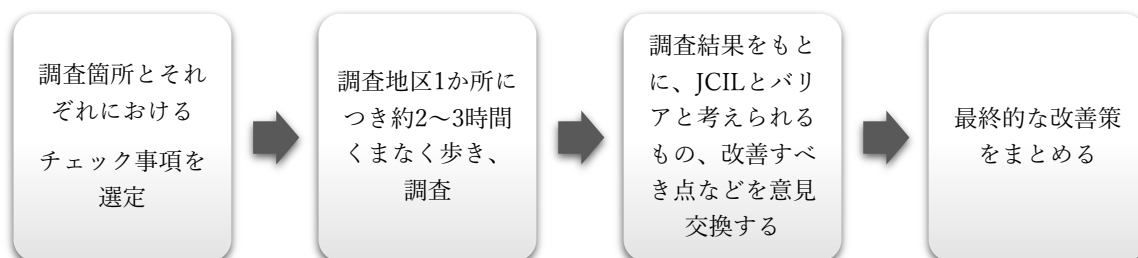 調査箇所とそれ
ぞれにおける
チェック事項を
選定
調査地区1か所に
つき約2～3時間
くまなく歩き、
調査
調査結果をもと
に、JCILとバリ
アと考えられる
もの、改善すべ
き点などを意見
交換する
最終的な改善策
をまとめる